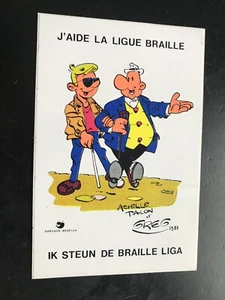 J'AIDE LA LIGUE BRAILLE
ACHILLE
TALON
et
GREG
1981
IK STEUN DE BRAILLE LIGA